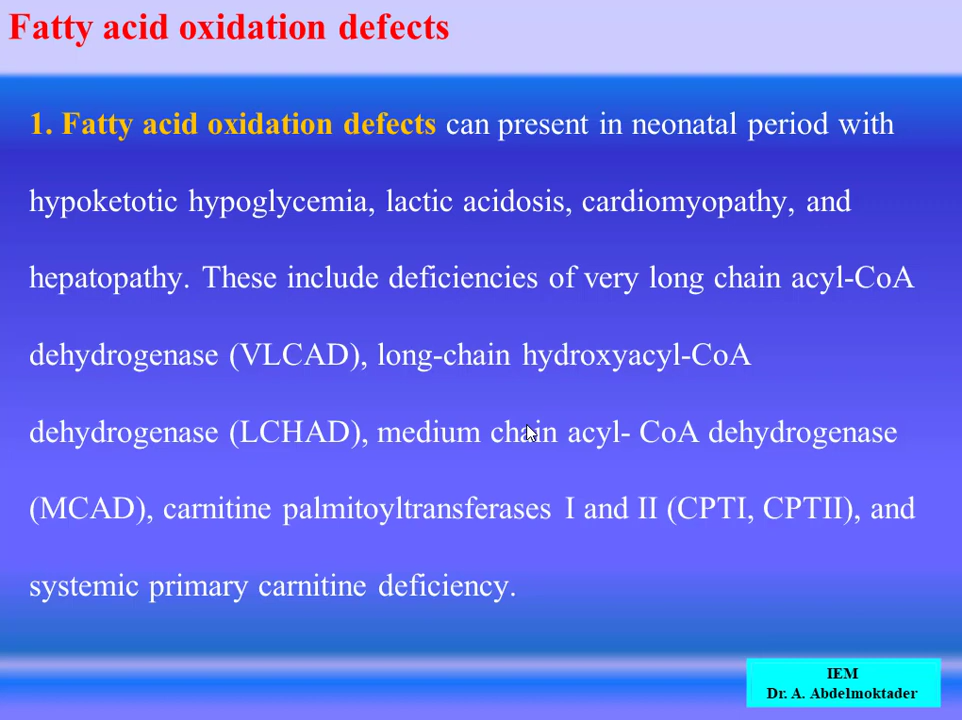 Fatty acid oxidation defects
1. Fatty acid oxidation defects can present in neonatal period with
hypoketotic hypoglycemia, lactic acidosis, cardiomyopathy, and
hepatopathy. These include deficiencies of very long chain acyl-CoA
dehydrogenase (VLCAD), long-chain hydroxyacyl-CoA
dehydrogenase (LCHAD), medium chain acyl- CoA dehydrogenase
(MCAD), carnitine palmitoyltransferases I and II (CPTI, CPTII), and
systemic primary carnitine deficiency.
IEM
Dr. A. Abdelmoktader